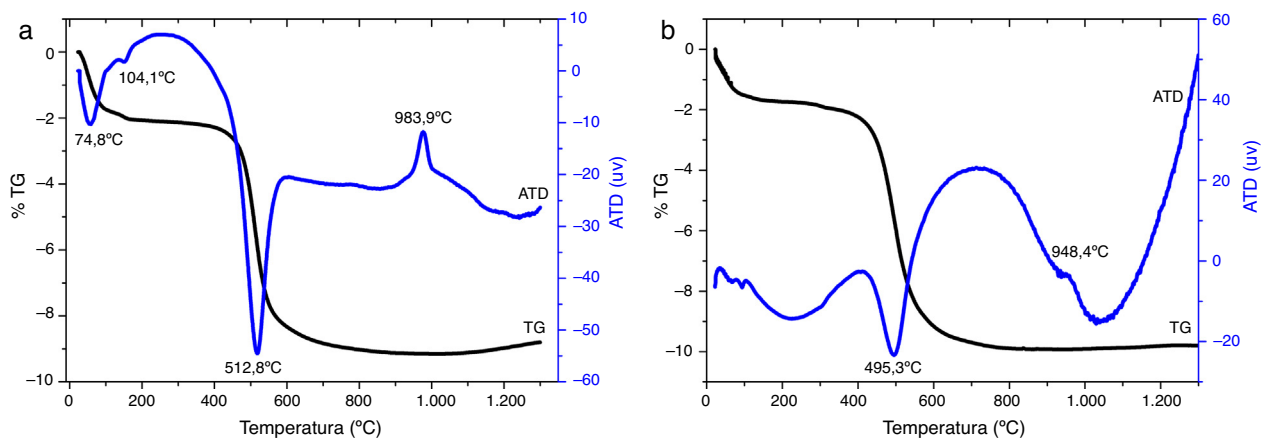 a
% TG
0
−2
−4
−6
−8
−10
0
200
400
600
800
1.000
1.200
Temperatura (ºC)
10
0
−10
−20
−30
−40
−50
−60
ATD (uv)
74,8ºC
104,1ºC
512,8ºC
983,9ºC
ATD
TG
b
% TG
0
−2
−4
−6
−8
−10
0
200
400
600
800
1.000
1.200
Temperatura (ºC)
60
40
20
0
−20
ATD (uv)
495,3ºC
948,4ºC
ATD
TG